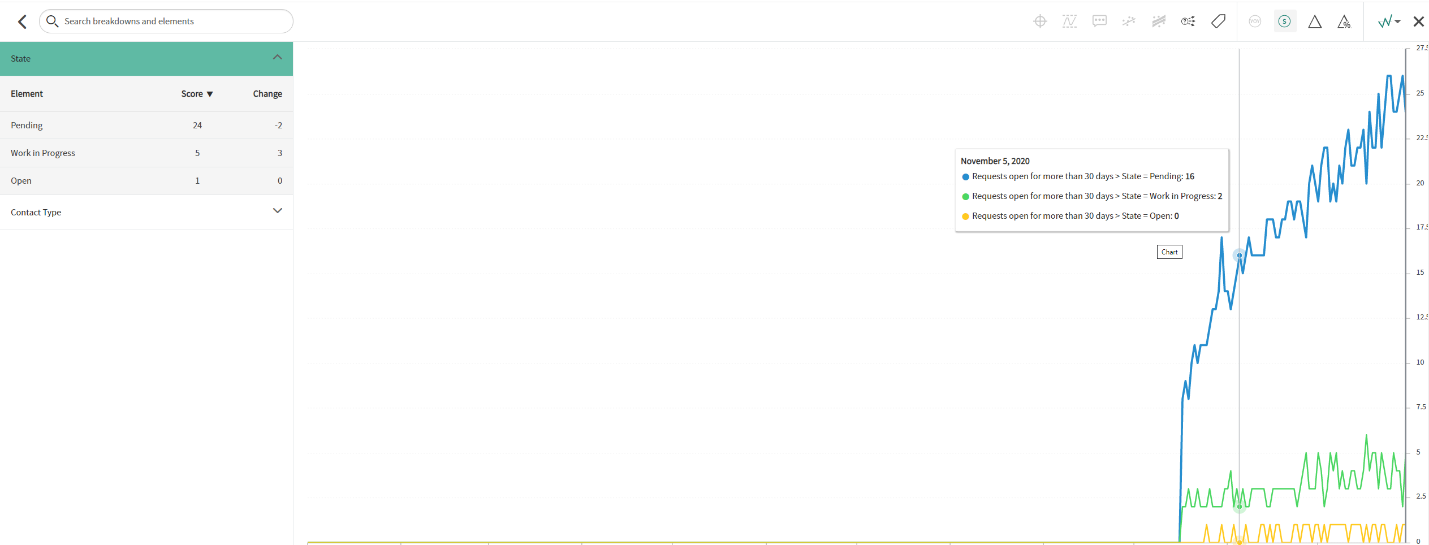 Search breakdowns and elements
State
Element Score ▼ Change
Pending 24 -2
Work in Progress 5 3
Open 1 0
Contact Type
November 5, 2020
Requests open for more than 30 days > State = Pending: 16
Requests open for more than 30 days > State = Work in Progress: 2
Requests open for more than 30 days > State = Open: 0
Chart
S
%
27.5
25
22.5
20
17.5
15
12.5
10
7.5
5
2.5
0